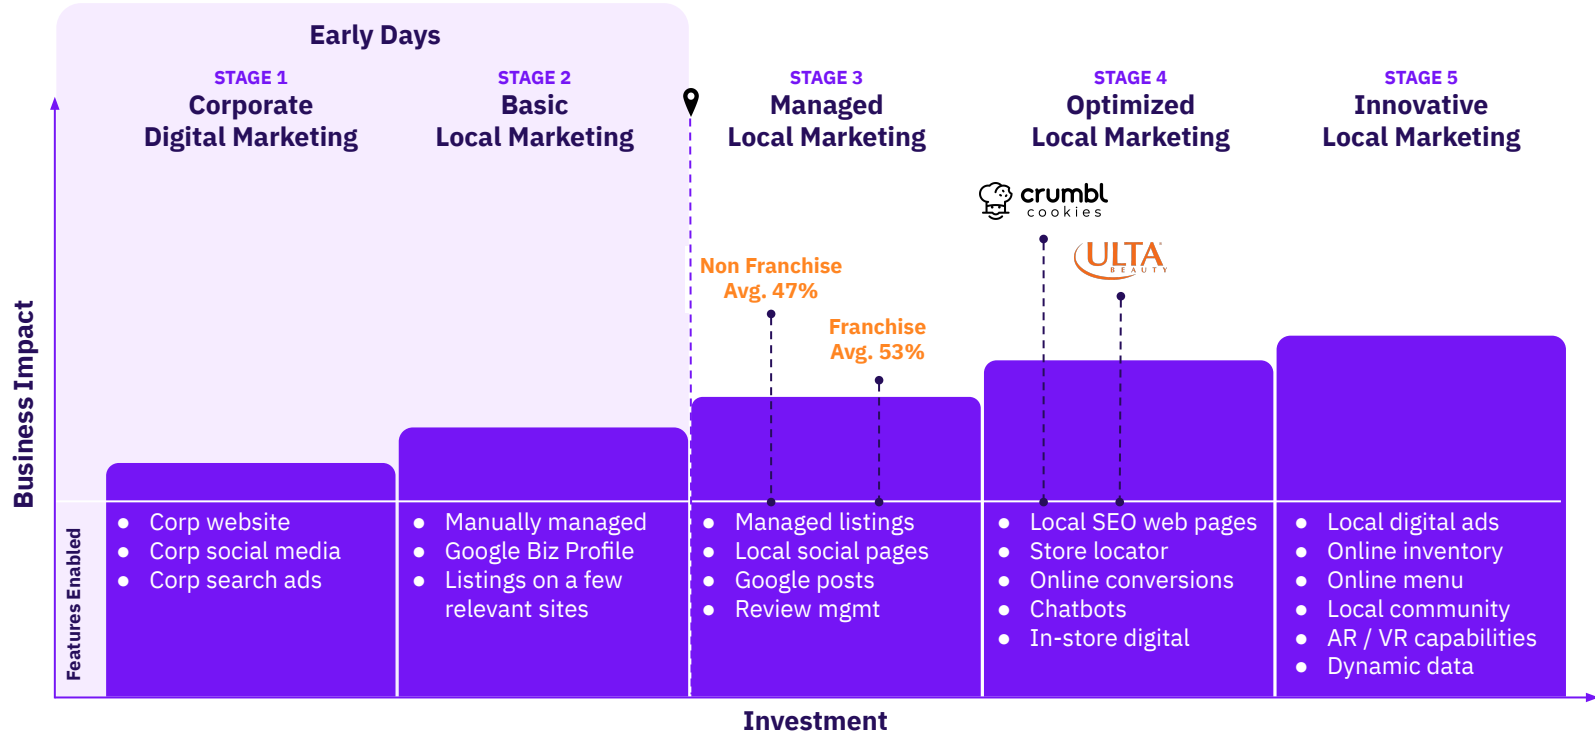 Early Days
STAGE 1
Corporate
Digital Marketing
STAGE 2
Basic
Local Marketing
STAGE 3
Managed
Local Marketing
STAGE 4
Optimized
Local Marketing
STAGE 5
Innovative
Local Marketing
crumbl
cookies
ULTA
BEAUTY
Non Franchise
Avg. 47%
Franchise
Avg. 53%
Business Impact
Features Enabled
● Corp website
● Corp social media
● Corp search ads
● Manually managed
● Google Biz Profile
● Listings on a few
relevant sites
● Managed listings
● Local social pages
● Google posts
● Review mgmt
● Local SEO web pages
● Store locator
● Online conversions
● Chatbots
● In-store digital
● Local digital ads
● Online inventory
● Online menu
● Local community
● AR / VR capabilities
● Dynamic data
Investment